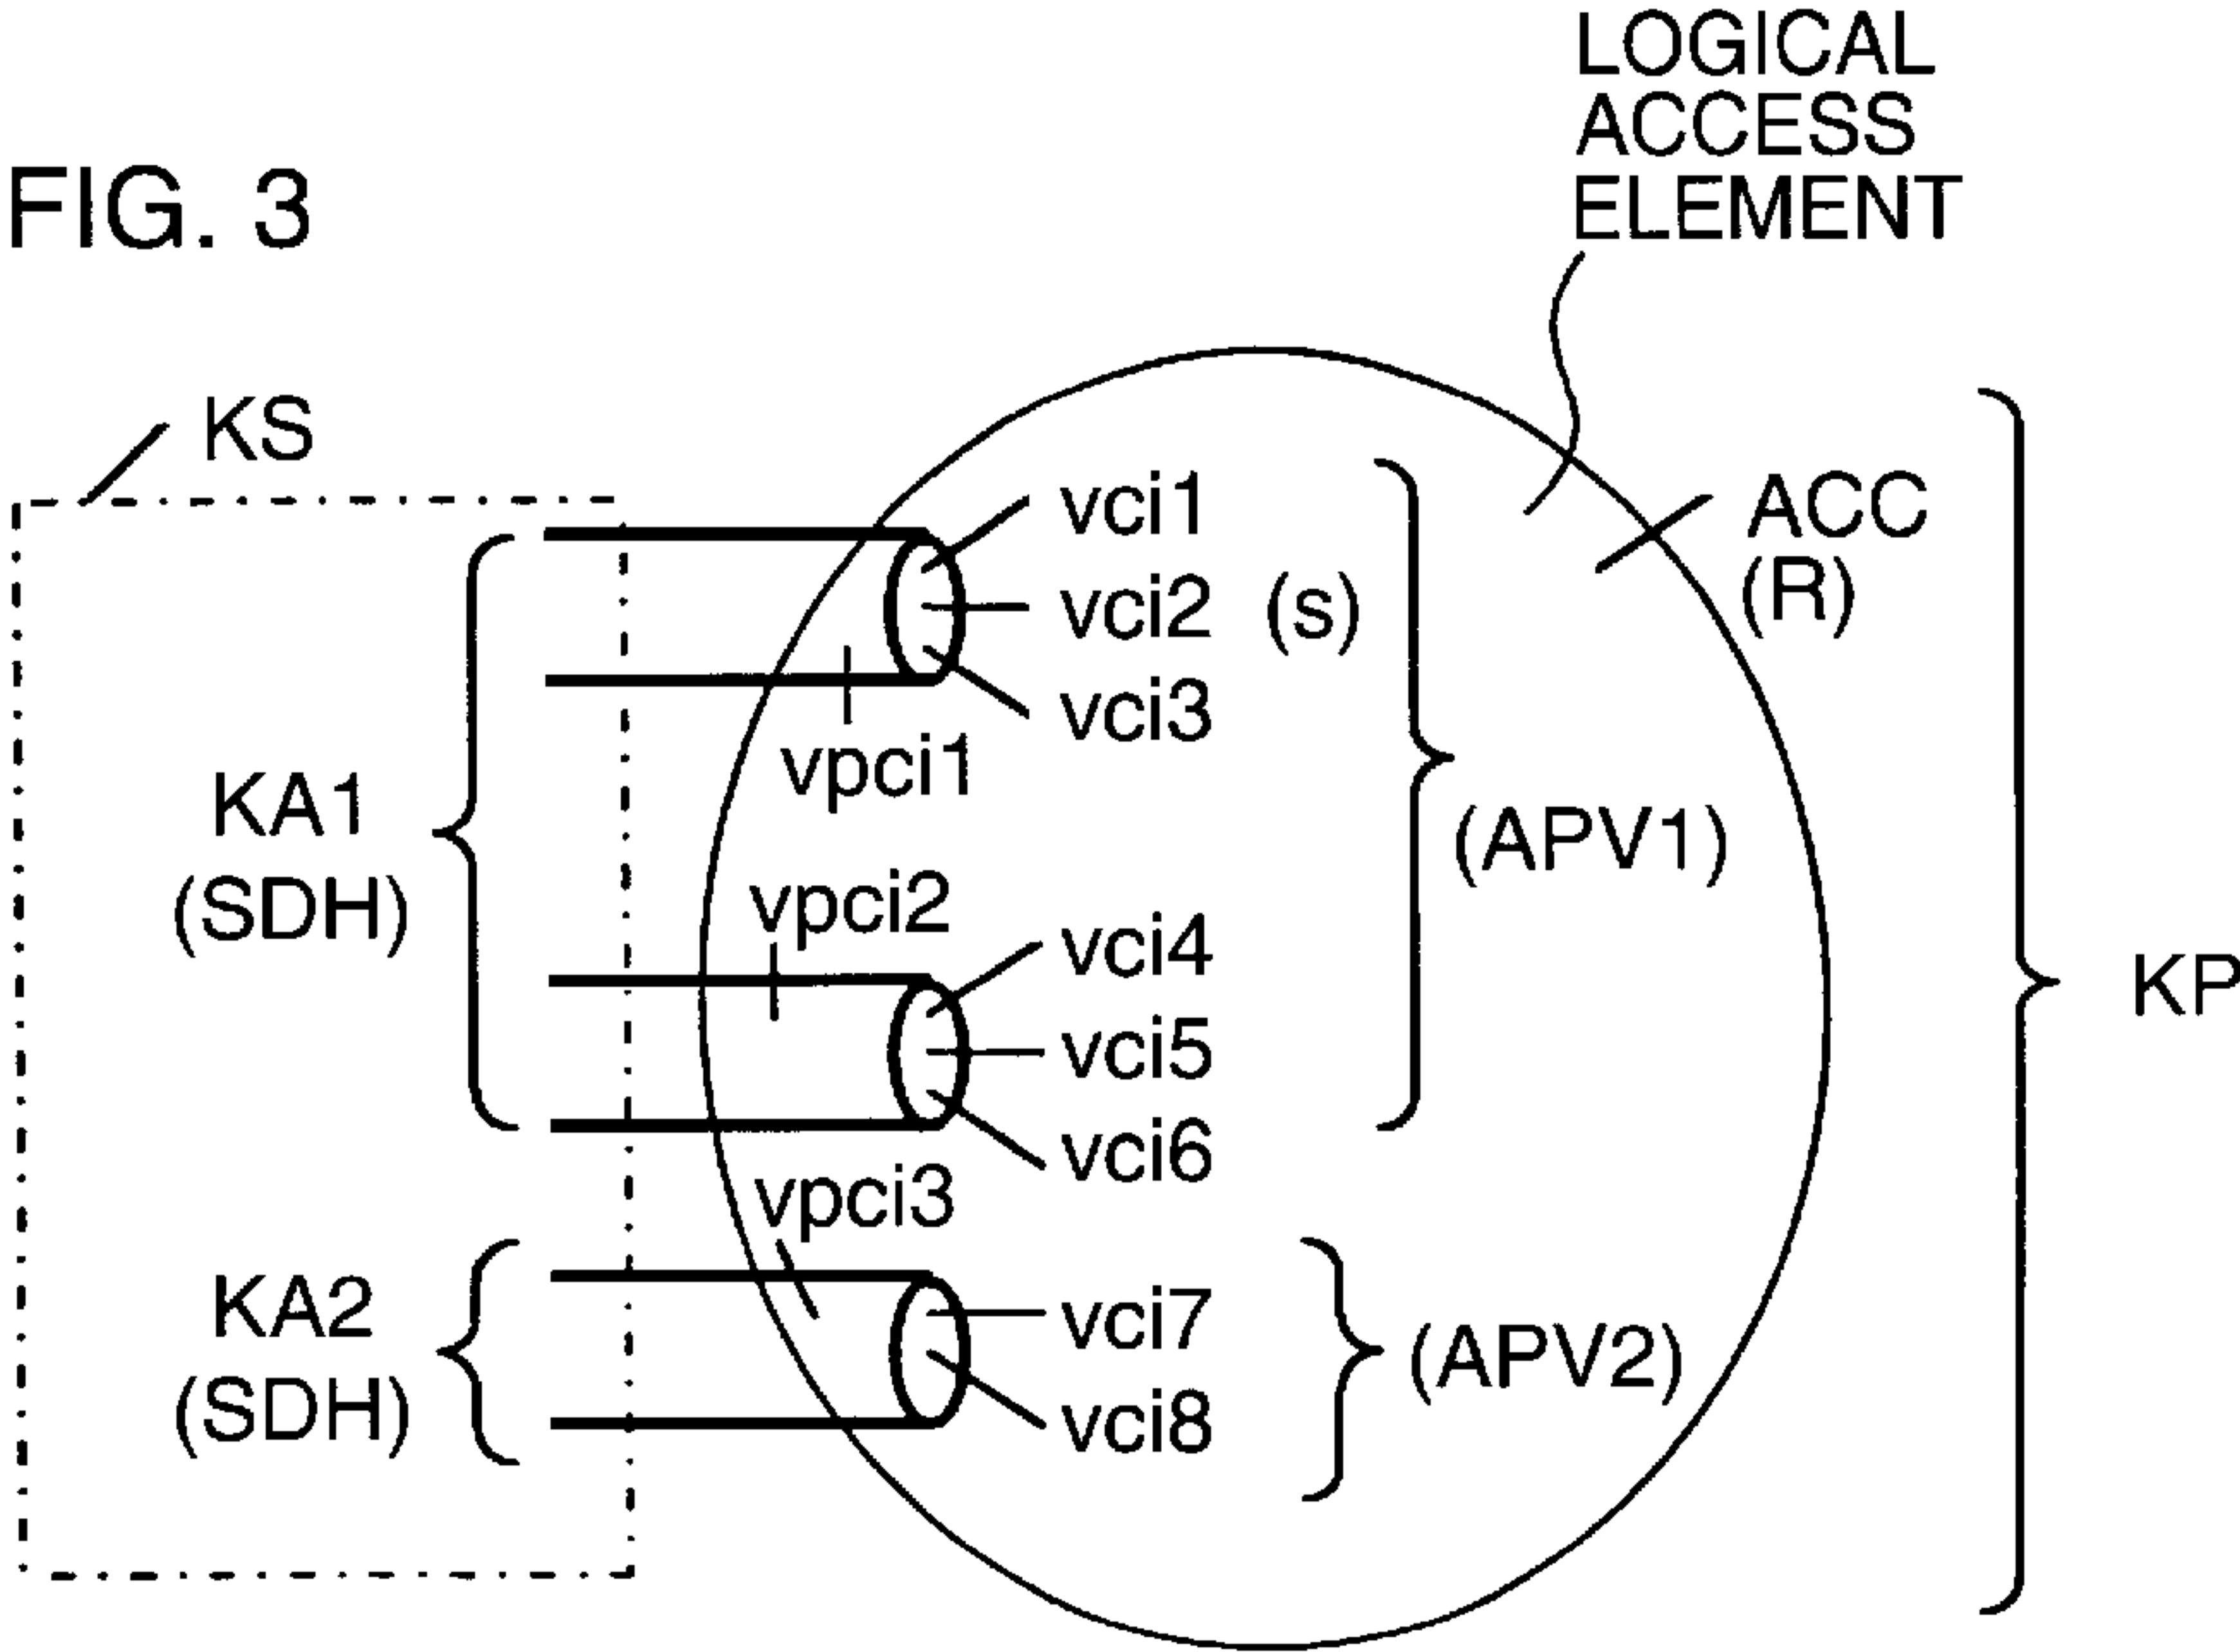 LOGICAL
ACCESS
ELEMENT
FIG. 3
KS
ACC
(R)
vci1
vci2 (s)
vci3
vpci1
KA1
(SDH)
(APV1)
vpci2
vci4
vci5
vci6
KP
vpci3
KA2
(SDH)
vci7
vci8
(APV2)